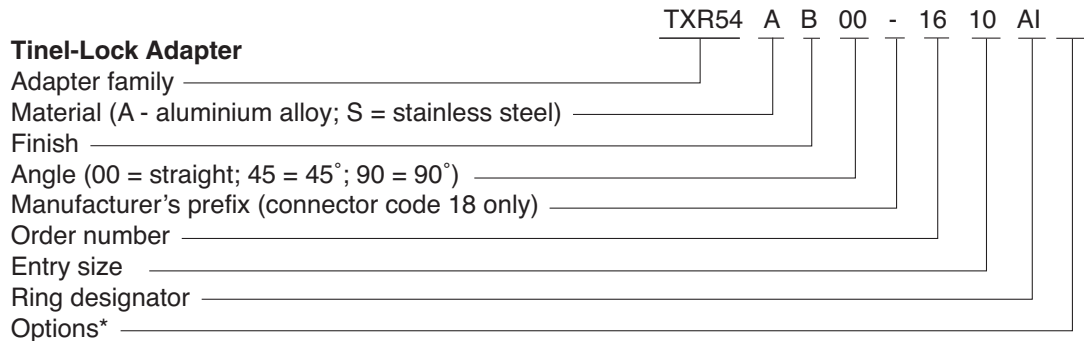 TXR54 A B 00 - 16 10 AI
Tinel-Lock Adapter
Adapter family
Material (A - aluminium alloy; S = stainless steel)
Finish
Angle (00 = straight; 45 = 45˚; 90 = 90˚)
Manufacturer's prefix (connector code 18 only)
Order number
Entry size
Ring designator
Options*